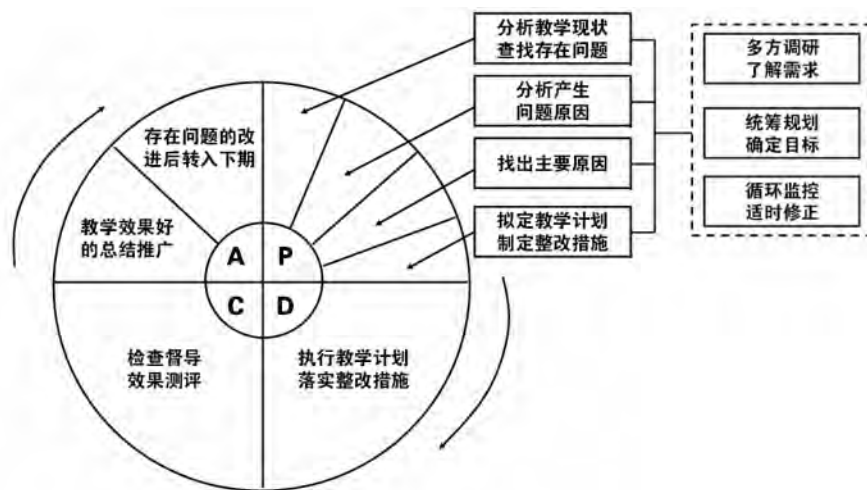 分析教学现状
查找存在问题
分析产生
问题原因
找出主要原因
拟定教学计划
制定整改措施
多方调研
了解需求
统筹规划
确定目标
循环监控
适时修正
存在问题的改
进后转入下期
教学效果好
的总结推广
A
P
C
D
检查督导
效果测评
执行教学计划
落实整改措施